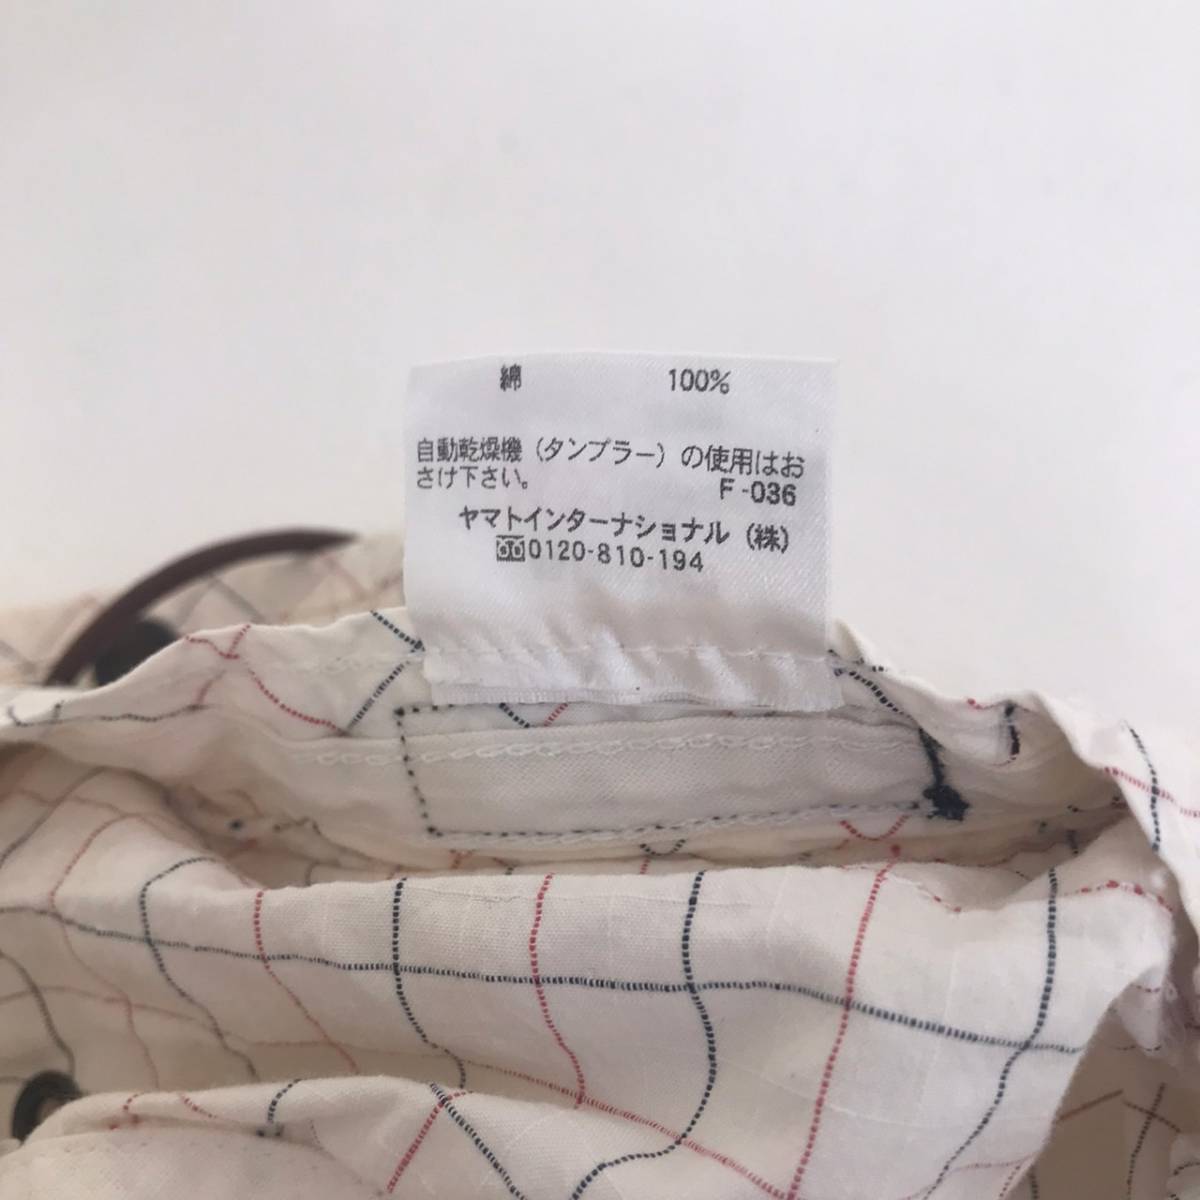 綿 100%
自動乾燥機（タンブラー）の使用はお
さけ下さい。 F-036
ヤマトインターナショナル（株）
0120-810-194